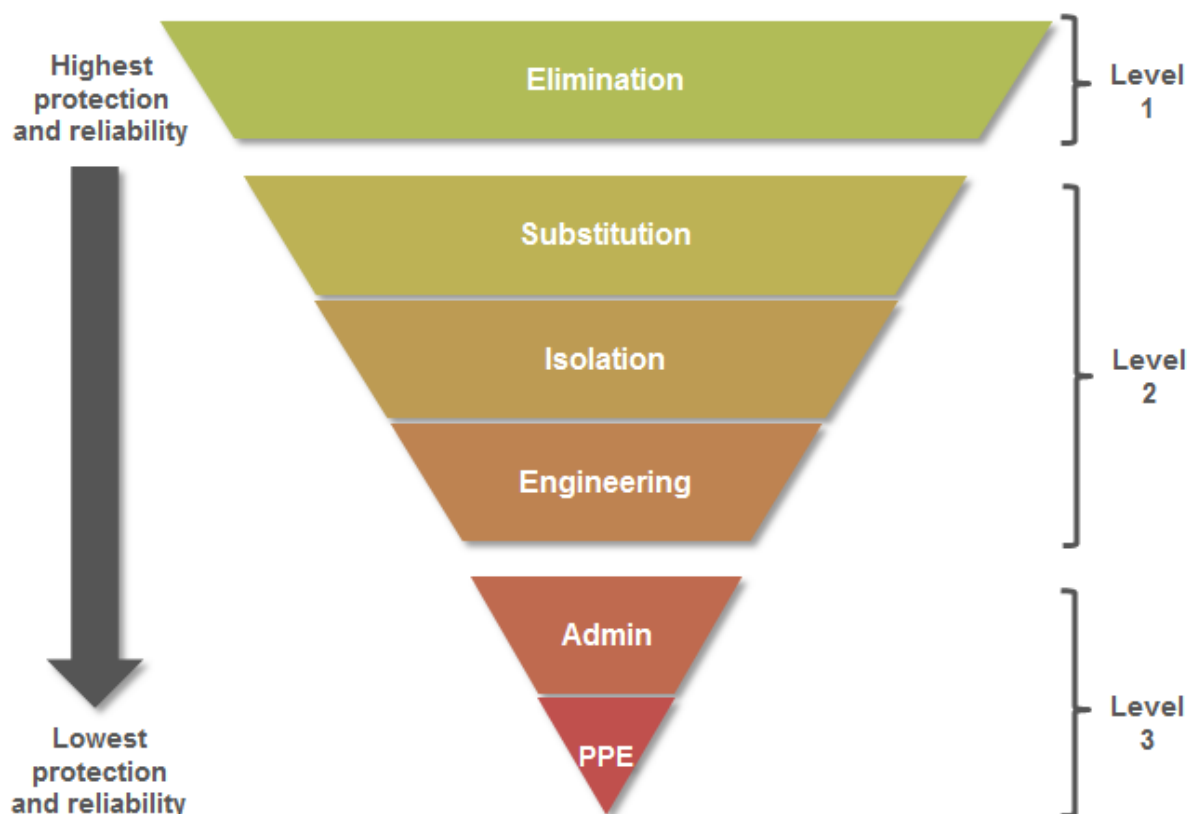 Highest
protection
and reliability
Elimination
Level
1
Substitution
Isolation
Level
2
Engineering
Admin
Level
3
PPE
Lowest
protection
and reliability